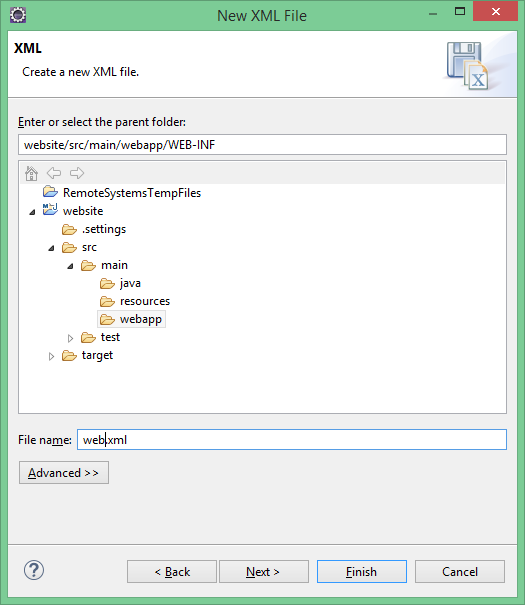 New XML File
XML
Create a new XML file.
X
Enter or select the parent folder:
website/src/main/webapp/WEB-INF
RemoteSystemsTempFiles
website
.settings
src
main
java
resources
webapp
test
target
File name: web.xml
Advanced >>
? < Back Next > Finish Cancel